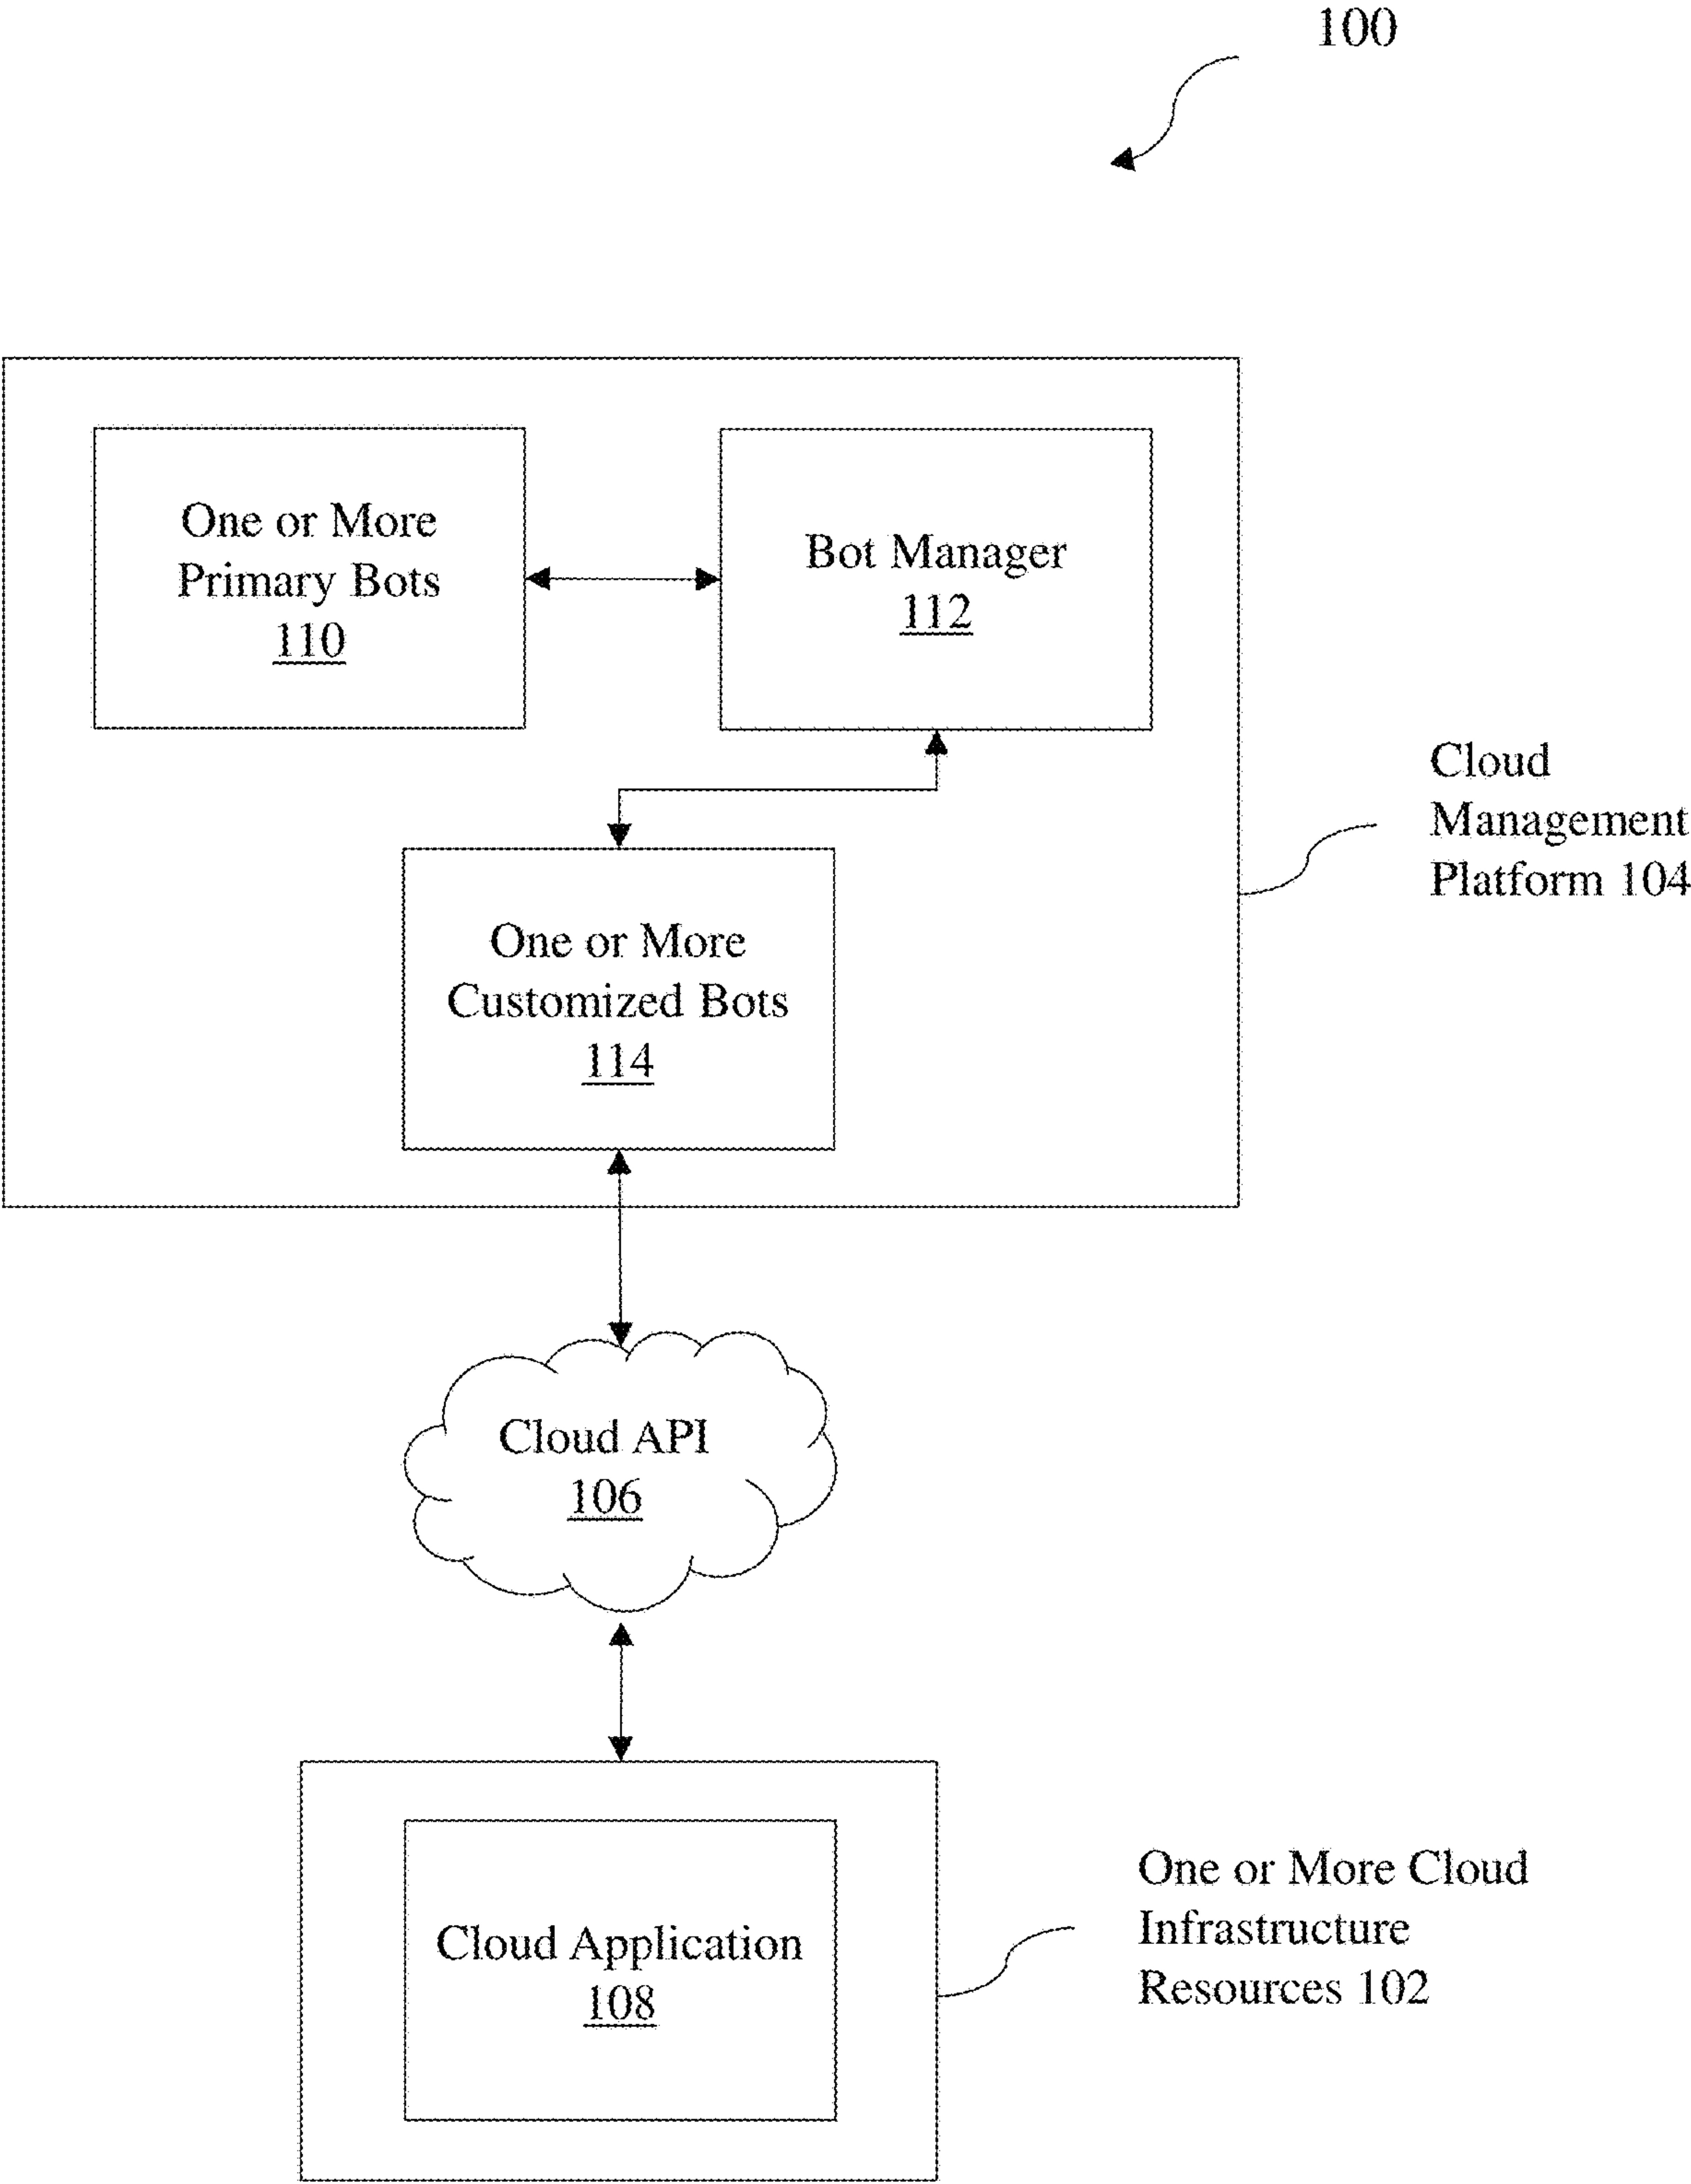 100
One or More
Primary Bots
110
Bot Manager
112
Cloud
Management
Platform 104
One or More
Customized Bots
114
Cloud API
106
One or More Cloud
Infrastructure
Resources 102
Cloud Application
108